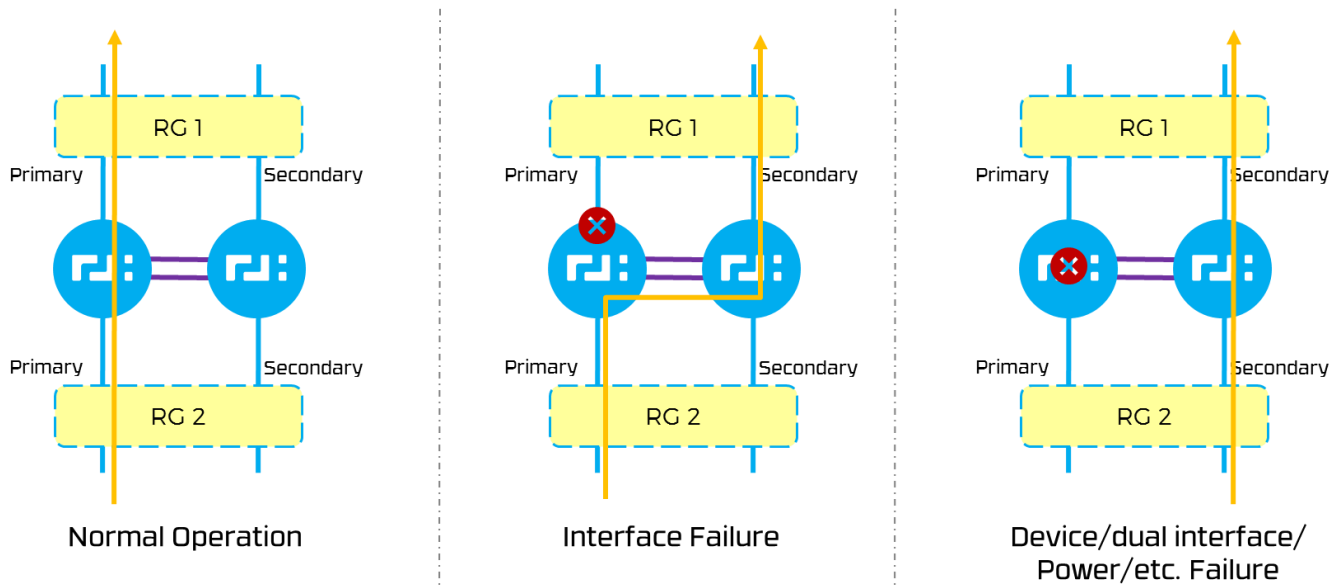 RG 1
Primary
Secondary
Primary
Secondary
RG 2
Normal Operation
RG 1
Primary
Secondary
Primary
Secondary
RG 2
Interface Failure
RG 1
Primary
Secondary
Primary
Secondary
RG 2
Device/dual interface/
Power/etc. Failure